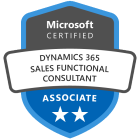 Microsoft
CERTIFIED
DYNAMICS 365
SALES FUNCTIONAL
CONSULTANT
ASSOCIATE